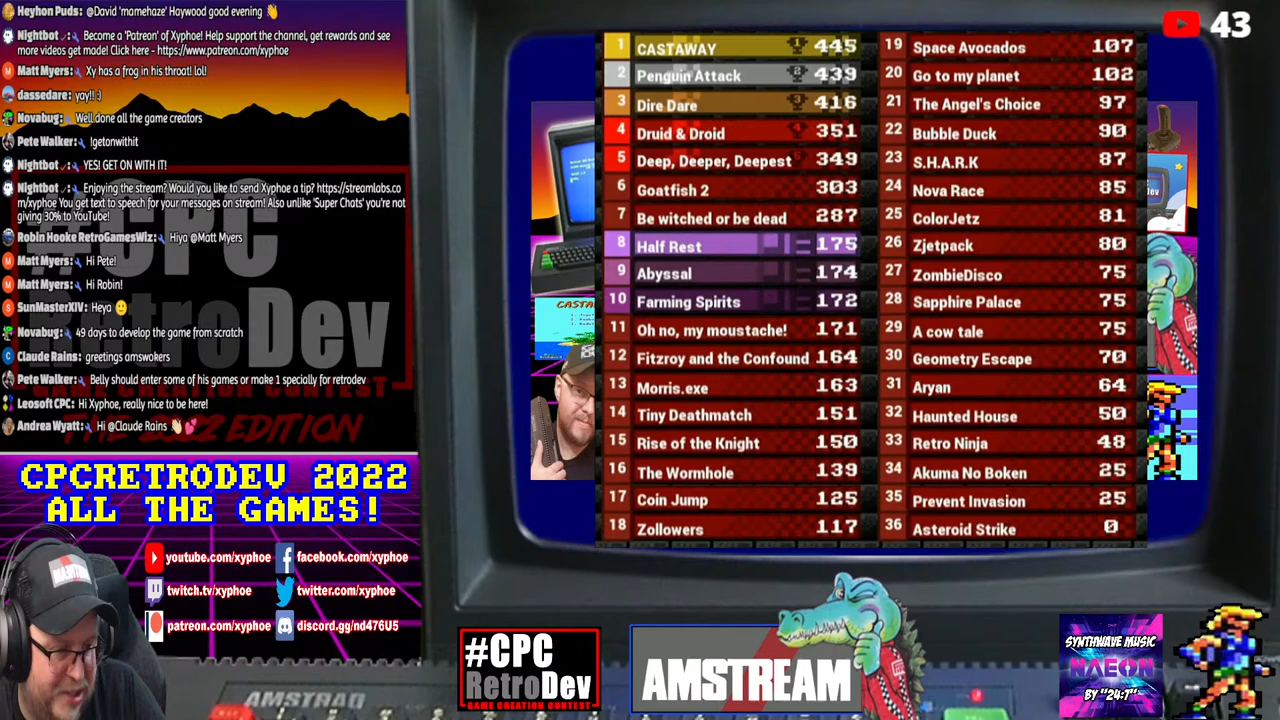 Heyhon Puds: @David 'mamehaze' Haywood good evening 👋
Nightbot: Become a 'Patreon' of Xyphoe! Help support the channel, get rewards and see
more videos get made! Click here - https://www.patreon.com/xyphoe
Matt Myers: Xy has a frog in his throat! lol!
dassedare: yay!! :)
Novabug: Well done all the game creators
Pete Walker: !getonwithit
Nightbot: YES! GET ON WITH IT!
Nightbot: Enjoying the stream? Would you like to send Xyphoe a tip? https://streamlabs.co
m/xyphoe You get text to speech for your messages on stream! Also unlike 'Super Chats' you're not
giving 30% to YouTube!
Robin Hooke RetroGamesWiz: Hiya @Matt Myers
Matt Myers: Hi Pete!
Matt Myers: Hi Robin!
SunMasterXIV: Heya 🙂
Novabug: 49 days to develop the game from scratch
Claude Rains: greetings amswokers
Pete Walker: Belly should enter some of his games or make 1 specially for retrodev
Leosoft CPC: Hi Xyphoe, really nice to be here!
Andrea Wyatt: Hi @Claude Rains 👋🏻💕
#CPC
RetroDev
GAME CREATION CONTEST
THE 2022 EDITION
CPCRETRODEV 2022
ALL THE GAMES!
youtube.com/xyphoe
facebook.com/xyphoe
twitch.tv/xyphoe
twitter.com/xyphoe
patreon.com/xyphoe
discord.gg/nd476U5
43
1 CASTAWAY 445
2 Penguin Attack 439
3 Dire Dare 416
4 Druid & Droid 351
5 Deep, Deeper, Deepest 349
6 Goatfish 2 303
7 Be witched or be dead 287
8 Half Rest 175
9 Abyssal 174
10 Farming Spirits 172
11 Oh no, my moustache! 171
12 Fitzroy and the Confound 164
13 Morris.exe 163
14 Tiny Deathmatch 151
15 Rise of the Knight 150
16 The Wormhole 139
17 Coin Jump 125
18 Zollowers 117
19 Space Avocados 107
20 Go to my planet 102
21 The Angel's Choice 97
22 Bubble Duck 90
23 S.H.A.R.K 87
24 Nova Race 85
25 ColorJetz 81
26 Zjetpack 80
27 ZombieDisco 75
28 Sapphire Palace 75
29 A cow tale 75
30 Geometry Escape 70
31 Aryan 64
32 Haunted House 50
33 Retro Ninja 48
34 Akuma No Boken 25
35 Prevent Invasion 25
36 Asteroid Strike 0
AMSTRAD
#CPC
RetroDev
GAME CREATION CONTEST
AMSTREAM
SYNTHWAVE MUSIC
NAEON
BY "24:7"